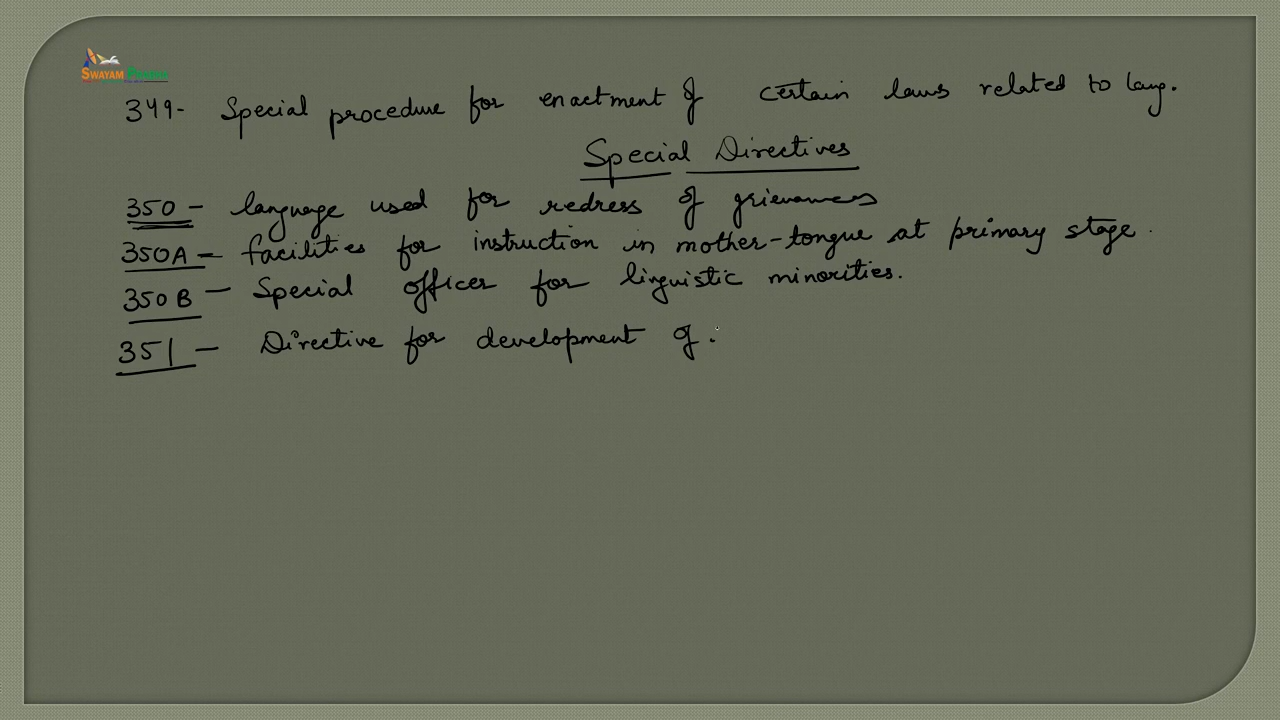 SWAYAM PRABHA
349- Special procedure for enactment of certain laws related to lang.
Special Directives
350 - language used for redress of grievances
350A - facilities for instruction in mother-tongue at primary stage.
350B - Special officer for linguistic minorities.
351 - Directive for development of